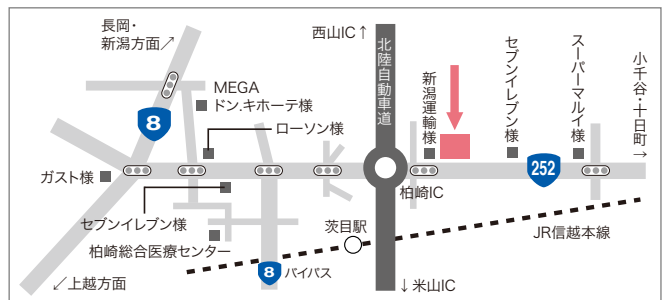 長岡・
新潟方面↗
西山IC↑
北陸自動車道
MEGA
ドン.キホーテ様
8
ローソン様
新潟運輸様
セブンイレブン様
スーパーマルイ様
小千谷・十日町→
ガスト様
252
柏崎IC
セブンイレブン様
茨目駅
柏崎総合医療センター
JR信越本線
8
バイパス
↙上越方面
↓米山IC